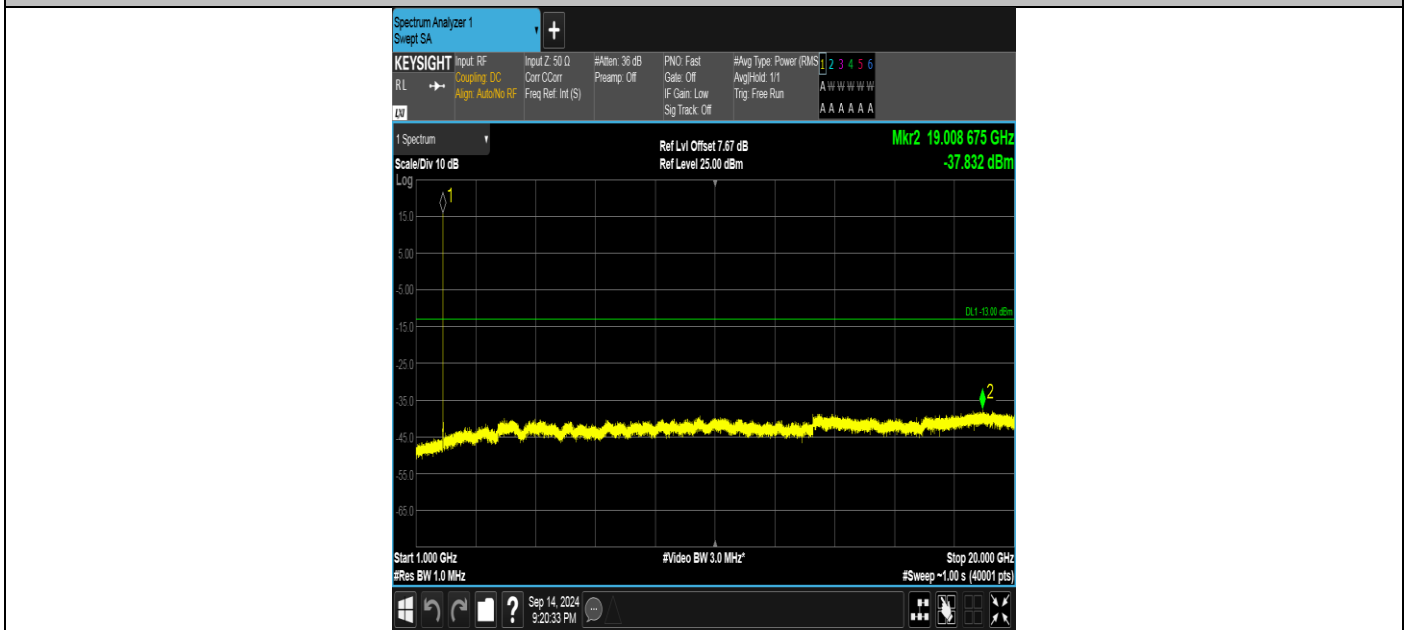 Spectrum Analyzer 1
Swept SA
+
KEYSIGHT
RL
LXI
Input: RF
Coupling: DC
Align: Auto/No RF
Input Z: 50 Ω
Corr CCorr
Freq Ref: Int (S)
#Atten: 36 dB
Preamp: Off
PNO: Fast
Gate: Off
IF Gain: Low
Sig Track: Off
#Avg Type: Power (RMS
Avg|Hold: 1/1
Trig: Free Run
1 2 3 4 5 6
A W W W W W
A A A A A A
1 Spectrum
Scale/Div 10 dB
Log
Ref Lvl Offset 7.67 dB
Ref Level 25.00 dBm
Mkr2 19.008 675 GHz
-37.832 dBm
1
15.0
5.00
-5.00
DL1 -13.00 dBm
-15.0
-25.0
2
-35.0
-45.0
-55.0
-65.0
Start 1.000 GHz
#Video BW 3.0 MHz*
Stop 20.000 GHz
#Res BW 1.0 MHz
#Sweep ~1.00 s (40001 pts)
?
Sep 14, 2024
9:20:33 PM